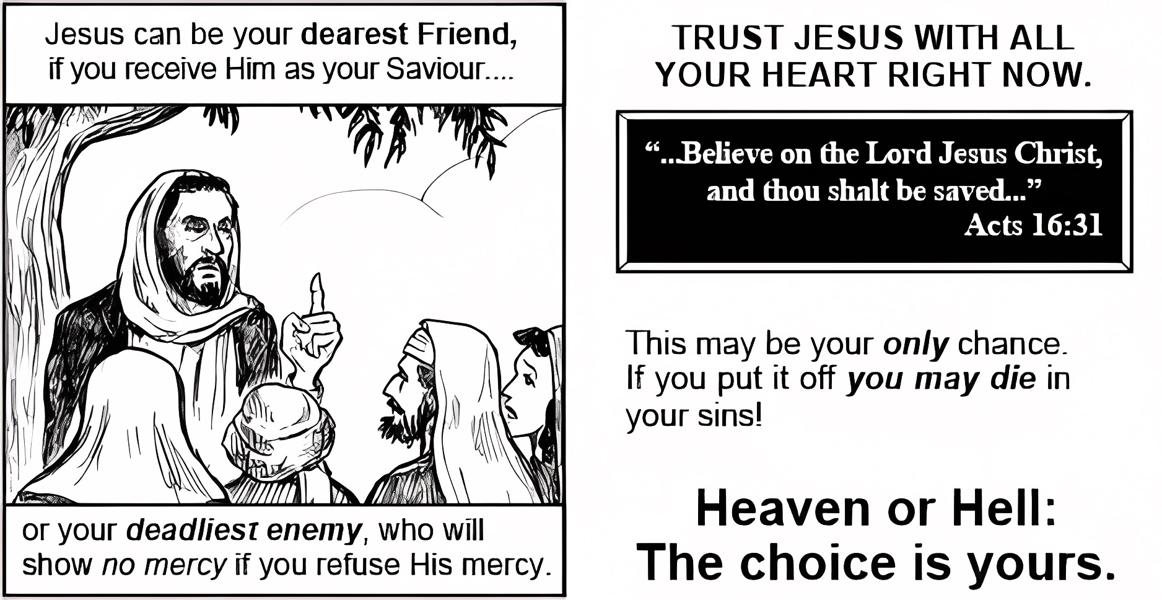 Jesus can be your dearest Friend,
if you receive Him as your Saviour....
or your deadliest enemy, who will
show no mercy if you refuse His mercy.
TRUST JESUS WITH ALL
YOUR HEART RIGHT NOW.
“...Believe on the Lord Jesus Christ,
and thou shalt be saved...”
Acts 16:31
This may be your only chance.
If you put it off you may die in
your sins!
Heaven or Hell:
The choice is yours.